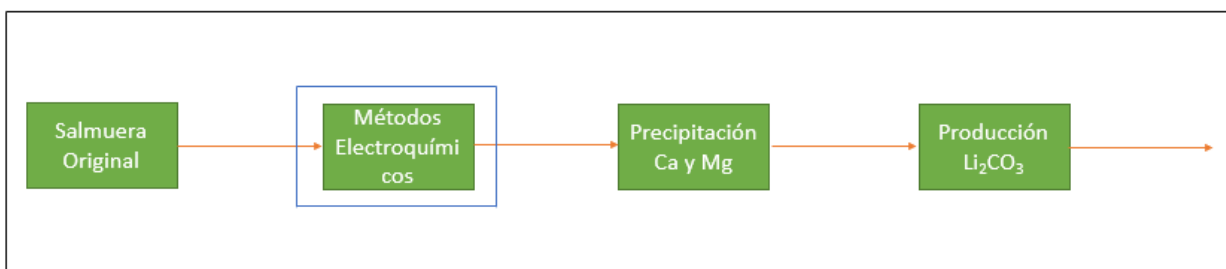 Salmuera
Original
Métodos
Electroquími
cos
Precipitación
Ca y Mg
Producción
Li₂CO₃